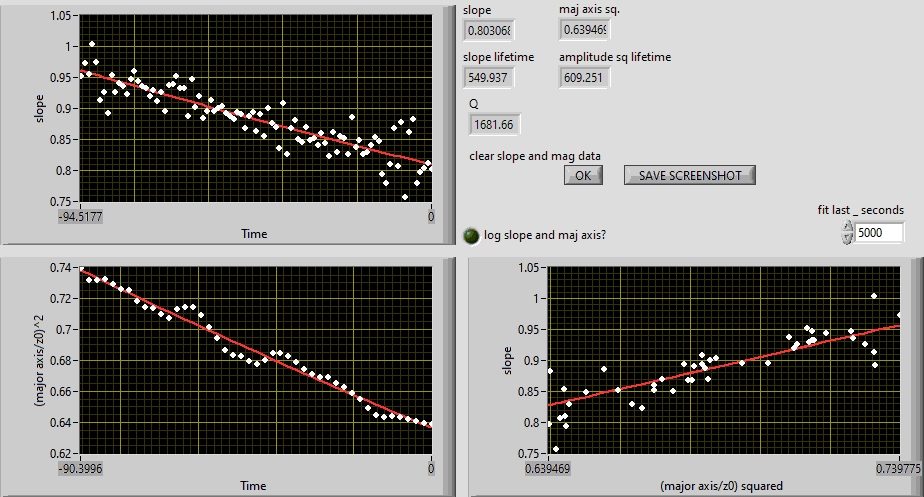 slope
maj axis sq.
0.803068
0.639469
slope lifetime
amplitude sq lifetime
549.937
609.251
Q
1681.66
clear slope and mag data
OK
SAVE SCREENSHOT
fit last _ seconds
5000
log slope and maj axis?
1.05
1
0.95
0.9
0.85
0.8
0.75
slope
-94.5177
0
Time
0.74
0.72
0.7
0.68
0.66
0.64
0.62
(major axis/z0)^2
-90.3996
0
Time
1.05
1
0.95
0.9
0.85
0.8
0.75
slope
0.639469
0.739775
(major axis/z0) squared